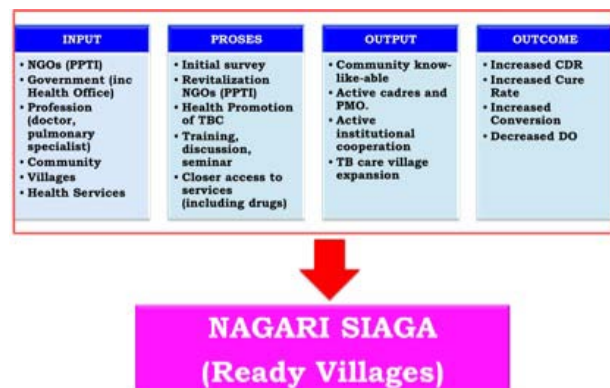 INPUT
• NGOs (PPTI)
• Government (inc
Health Office)
• Profession
(doctor,
pulmonary
specialist)
• Community
• Villages
• Health Services
PROSES
• Initial survey
• Revitalization
NGOs (PPTI)
• Health Promotion
of TBC
• Training,
discussion,
seminar
• Closer access to
services
(including drugs)
OUTPUT
• Community know-
like-able
• Active cadres and
PMO.
• Active
institutional
cooperation
• TB care village
expansion
OUTCOME
• Increased CDR
• Increased Cure
Rate
• Increased
Conversion
• Decreased DO
NAGARI SIAGA
(Ready Villages)